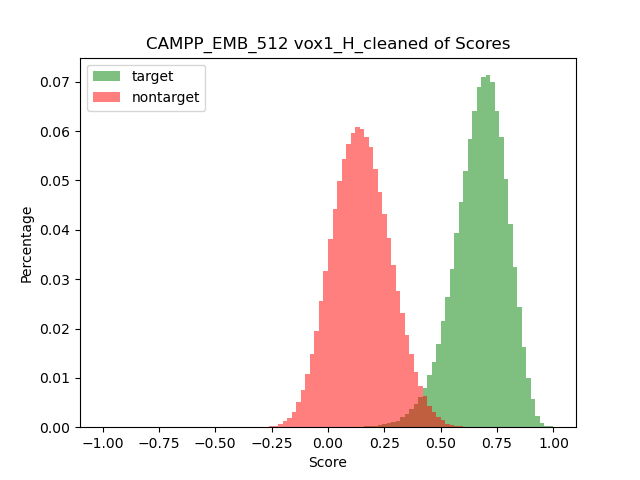 CAMPP_EMB_512 vox1_H_cleaned of Scores
target
nontarget
0.07
0.06
0.05
0.04
0.03
0.02
0.01
0.00
Percentage
−1.00 −0.75 −0.50 −0.25 0.00 0.25 0.50 0.75 1.00
Score